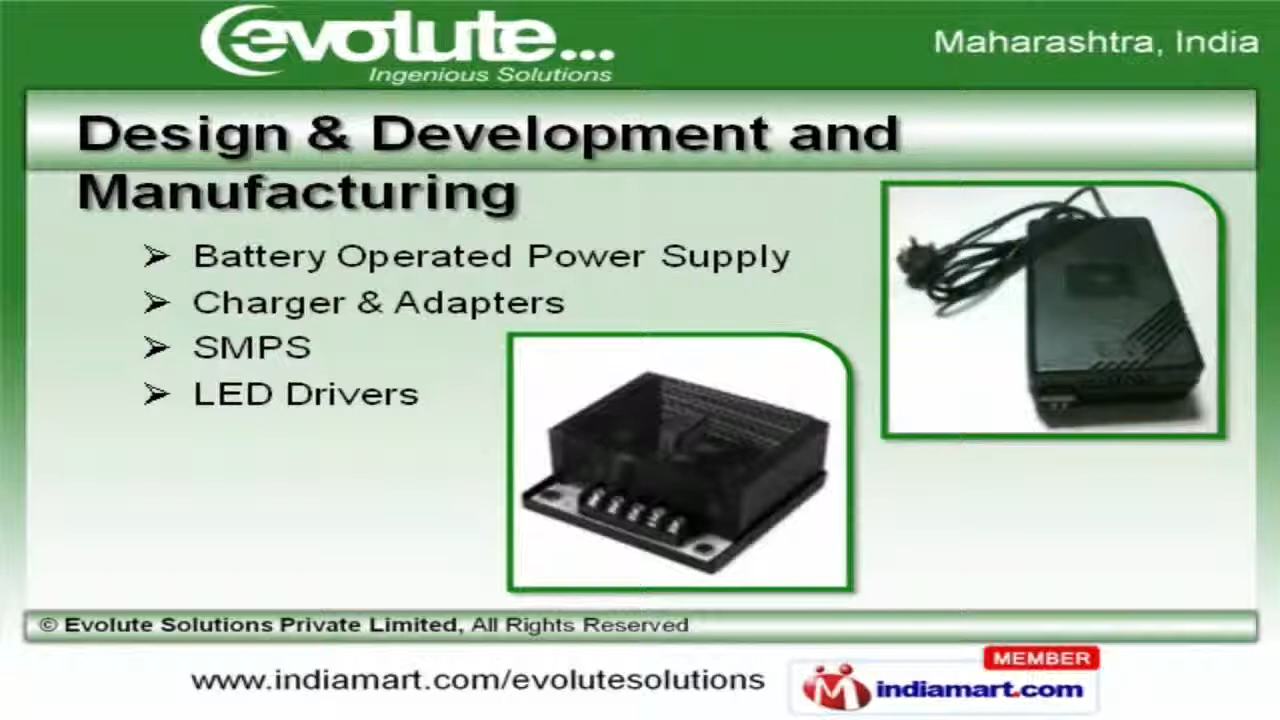 evolute...
Ingenious Solutions
Maharashtra, India
Design & Development and
Manufacturing
➢ Battery Operated Power Supply
➢ Charger & Adapters
➢ SMPS
➢ LED Drivers
© Evolute Solutions Private Limited, All Rights Reserved
www.indiamart.com/evolutesolutions
MEMBER
indiamart.com